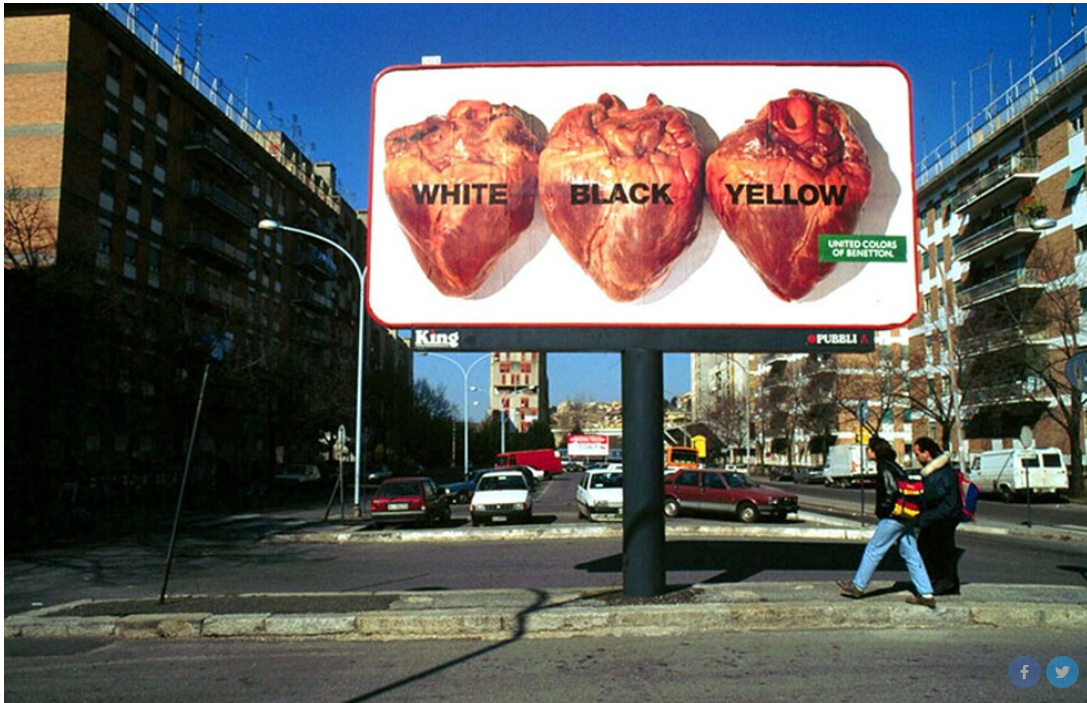 WHITE BLACK YELLOW
UNITED COLORS
OF BENETTON.
King
PUBBLI A